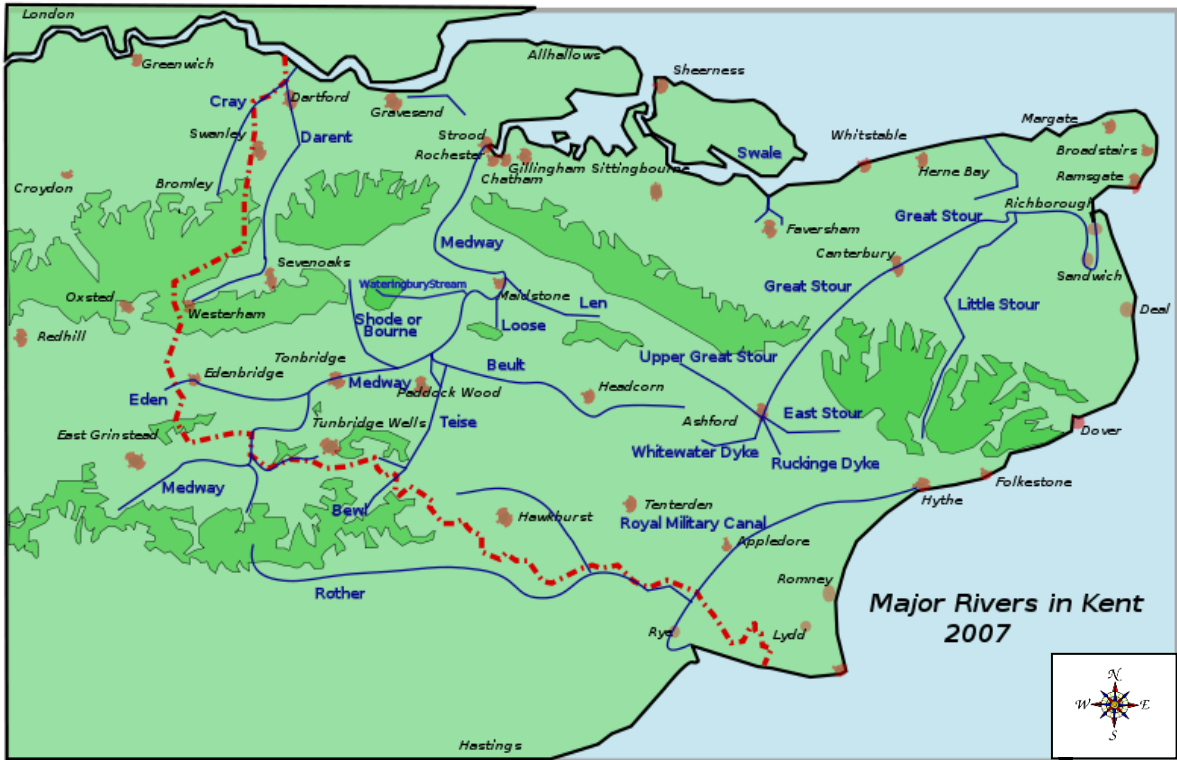 London
Greenwich
Allhallows
Sheerness
Cray
Dartford
Gravesend
Swanley
Darent
Strood
Rochester
Gillingham
Sittingbourne
Chatham
Swale
Whitstable
Margate
Broadstairs
Herne Bay
Ramsgate
Croydon
Bromley
Richborough
Great Stour
Faversham
Canterbury
Medway
Sevenoaks
Sandwich
WateringburyStream
Maidstone
Great Stour
Oxsted
Westerham
Len
Little Stour
Deal
Shode or
Bourne
Loose
Redhill
Tonbridge
Upper Great Stour
Edenbridge
Medway
Beult
Paddock Wood
Headcorn
Eden
Ashford
East Stour
Tunbridge Wells
Teise
East Grinstead
Dover
Whitewater Dyke
Ruckinge Dyke
Medway
Folkestone
Hythe
Bewl
Hawkhurst
Tenterden
Royal Military Canal
Appledore
Romney
Rother
Major Rivers in Kent
2007
Rye
Lydd
Hastings
N
W
E
S